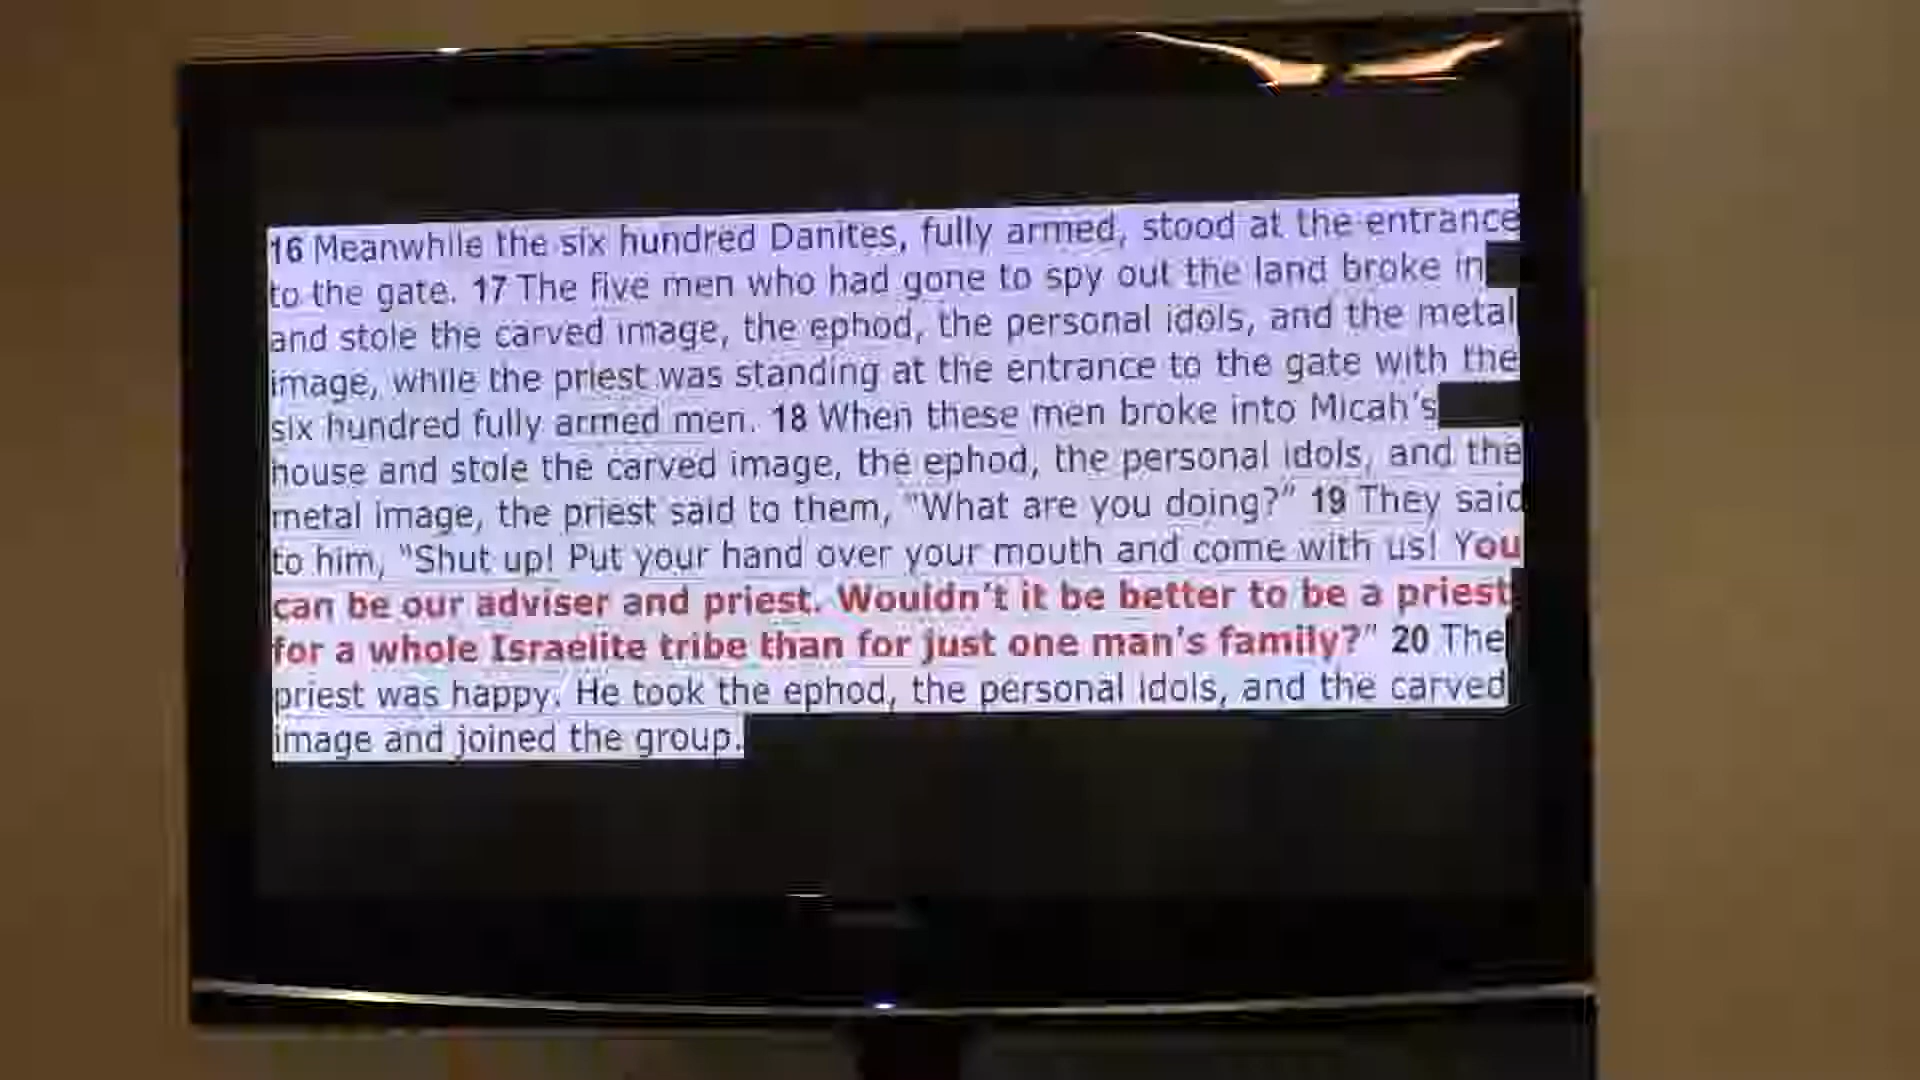 16 Meanwhile the six hundred Danites, fully armed, stood at the entrance
to the gate. 17 The five men who had gone to spy out the land broke in
and stole the carved image, the ephod, the personal idols, and the metal
image, while the priest was standing at the entrance to the gate with the
six hundred fully armed men. 18 When these men broke into Micah's
house and stole the carved image, the ephod, the personal idols, and the
metal image, the priest said to them, "What are you doing?" 19 They said
to him, "Shut up! Put your hand over your mouth and come with us! You
can be our adviser and priest. Wouldn't it be better to be a priest
for a whole Israelite tribe than for just one man's family?" 20 The
priest was happy. He took the ephod, the personal idols, and the carved
image and joined the group.